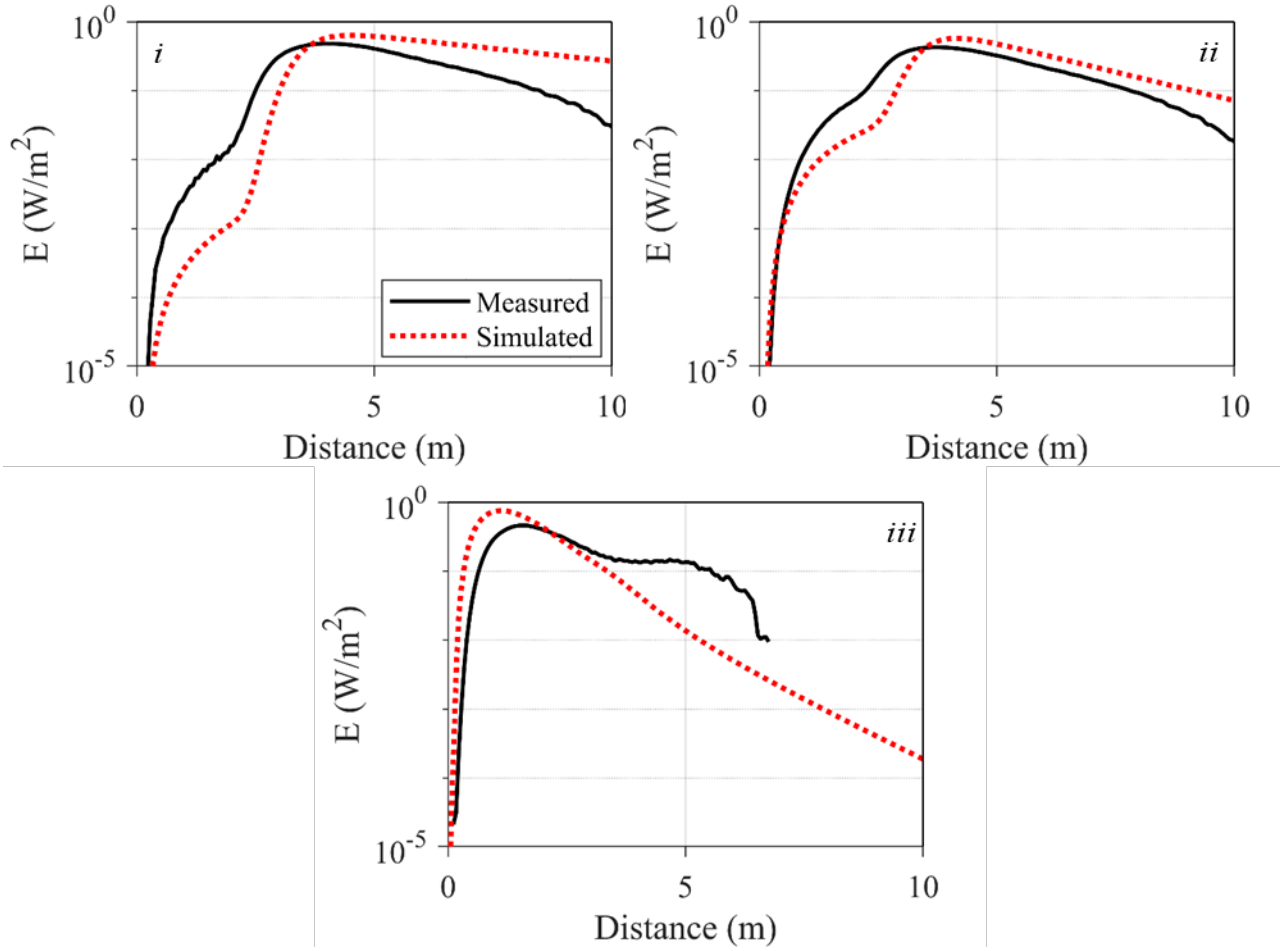 10^0
i
E (W/m^2)
Measured
Simulated
10^-5
0
5
10
Distance (m)
10^0
ii
E (W/m^2)
10^-5
0
5
10
Distance (m)
10^0
iii
E (W/m^2)
10^-5
0
5
10
Distance (m)